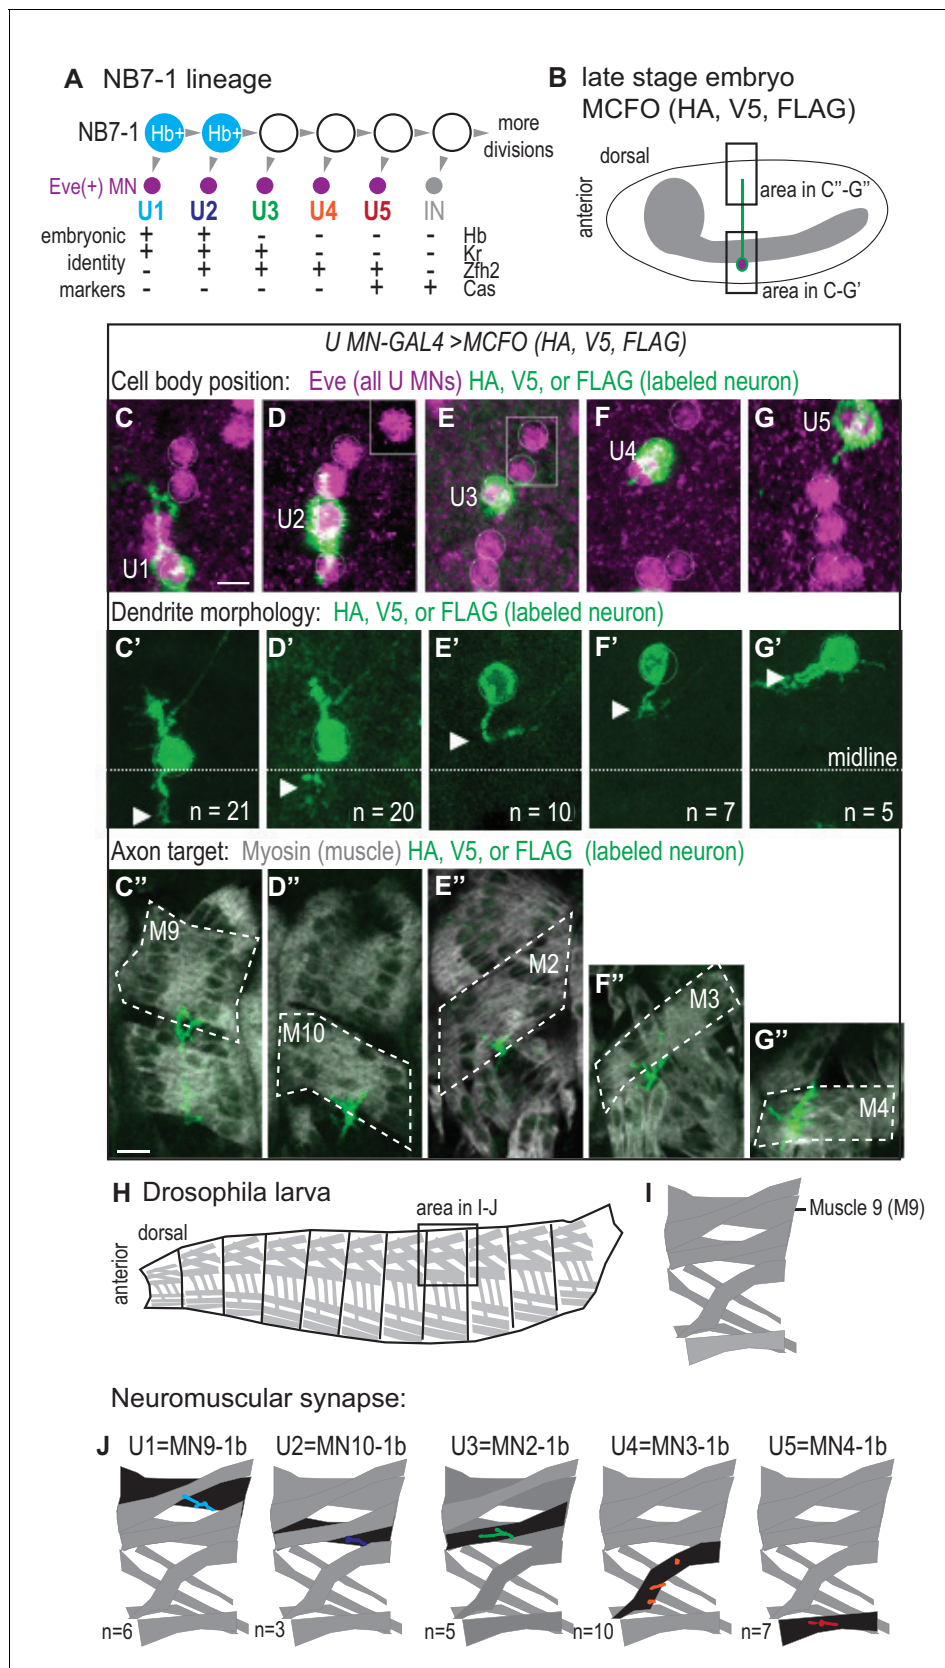 A NB7-1 lineage
NB7-1 Hb+ Hb+ more divisions
Eve(+) MN
U1 U2 U3 U4 U5 IN
embryonic identity markers
+ + - - - - Hb
+ + + - - - Kr
- + + + + - Zfh2
- - - - + + Cas
B late stage embryo
MCFO (HA, V5, FLAG)
dorsal
anterior
area in C"-G"
area in C-G'
U MN-GAL4 >MCFO (HA, V5, FLAG)
Cell body position: Eve (all U MNs) HA, V5, or FLAG (labeled neuron)
C U1
D U2
E U3
F U4
G U5
Dendrite morphology: HA, V5, or FLAG (labeled neuron)
C' D' E' F' G'
midline
n = 21 n = 20 n = 10 n = 7 n = 5
Axon target: Myosin (muscle) HA, V5, or FLAG (labeled neuron)
C" M9
D" M10
E" M2
F" M3
G" M4
H Drosophila larva
dorsal
anterior
area in I-J
I
Muscle 9 (M9)
Neuromuscular synapse:
J U1=MN9-1b U2=MN10-1b U3=MN2-1b U4=MN3-1b U5=MN4-1b
n=6 n=3 n=5 n=10 n=7